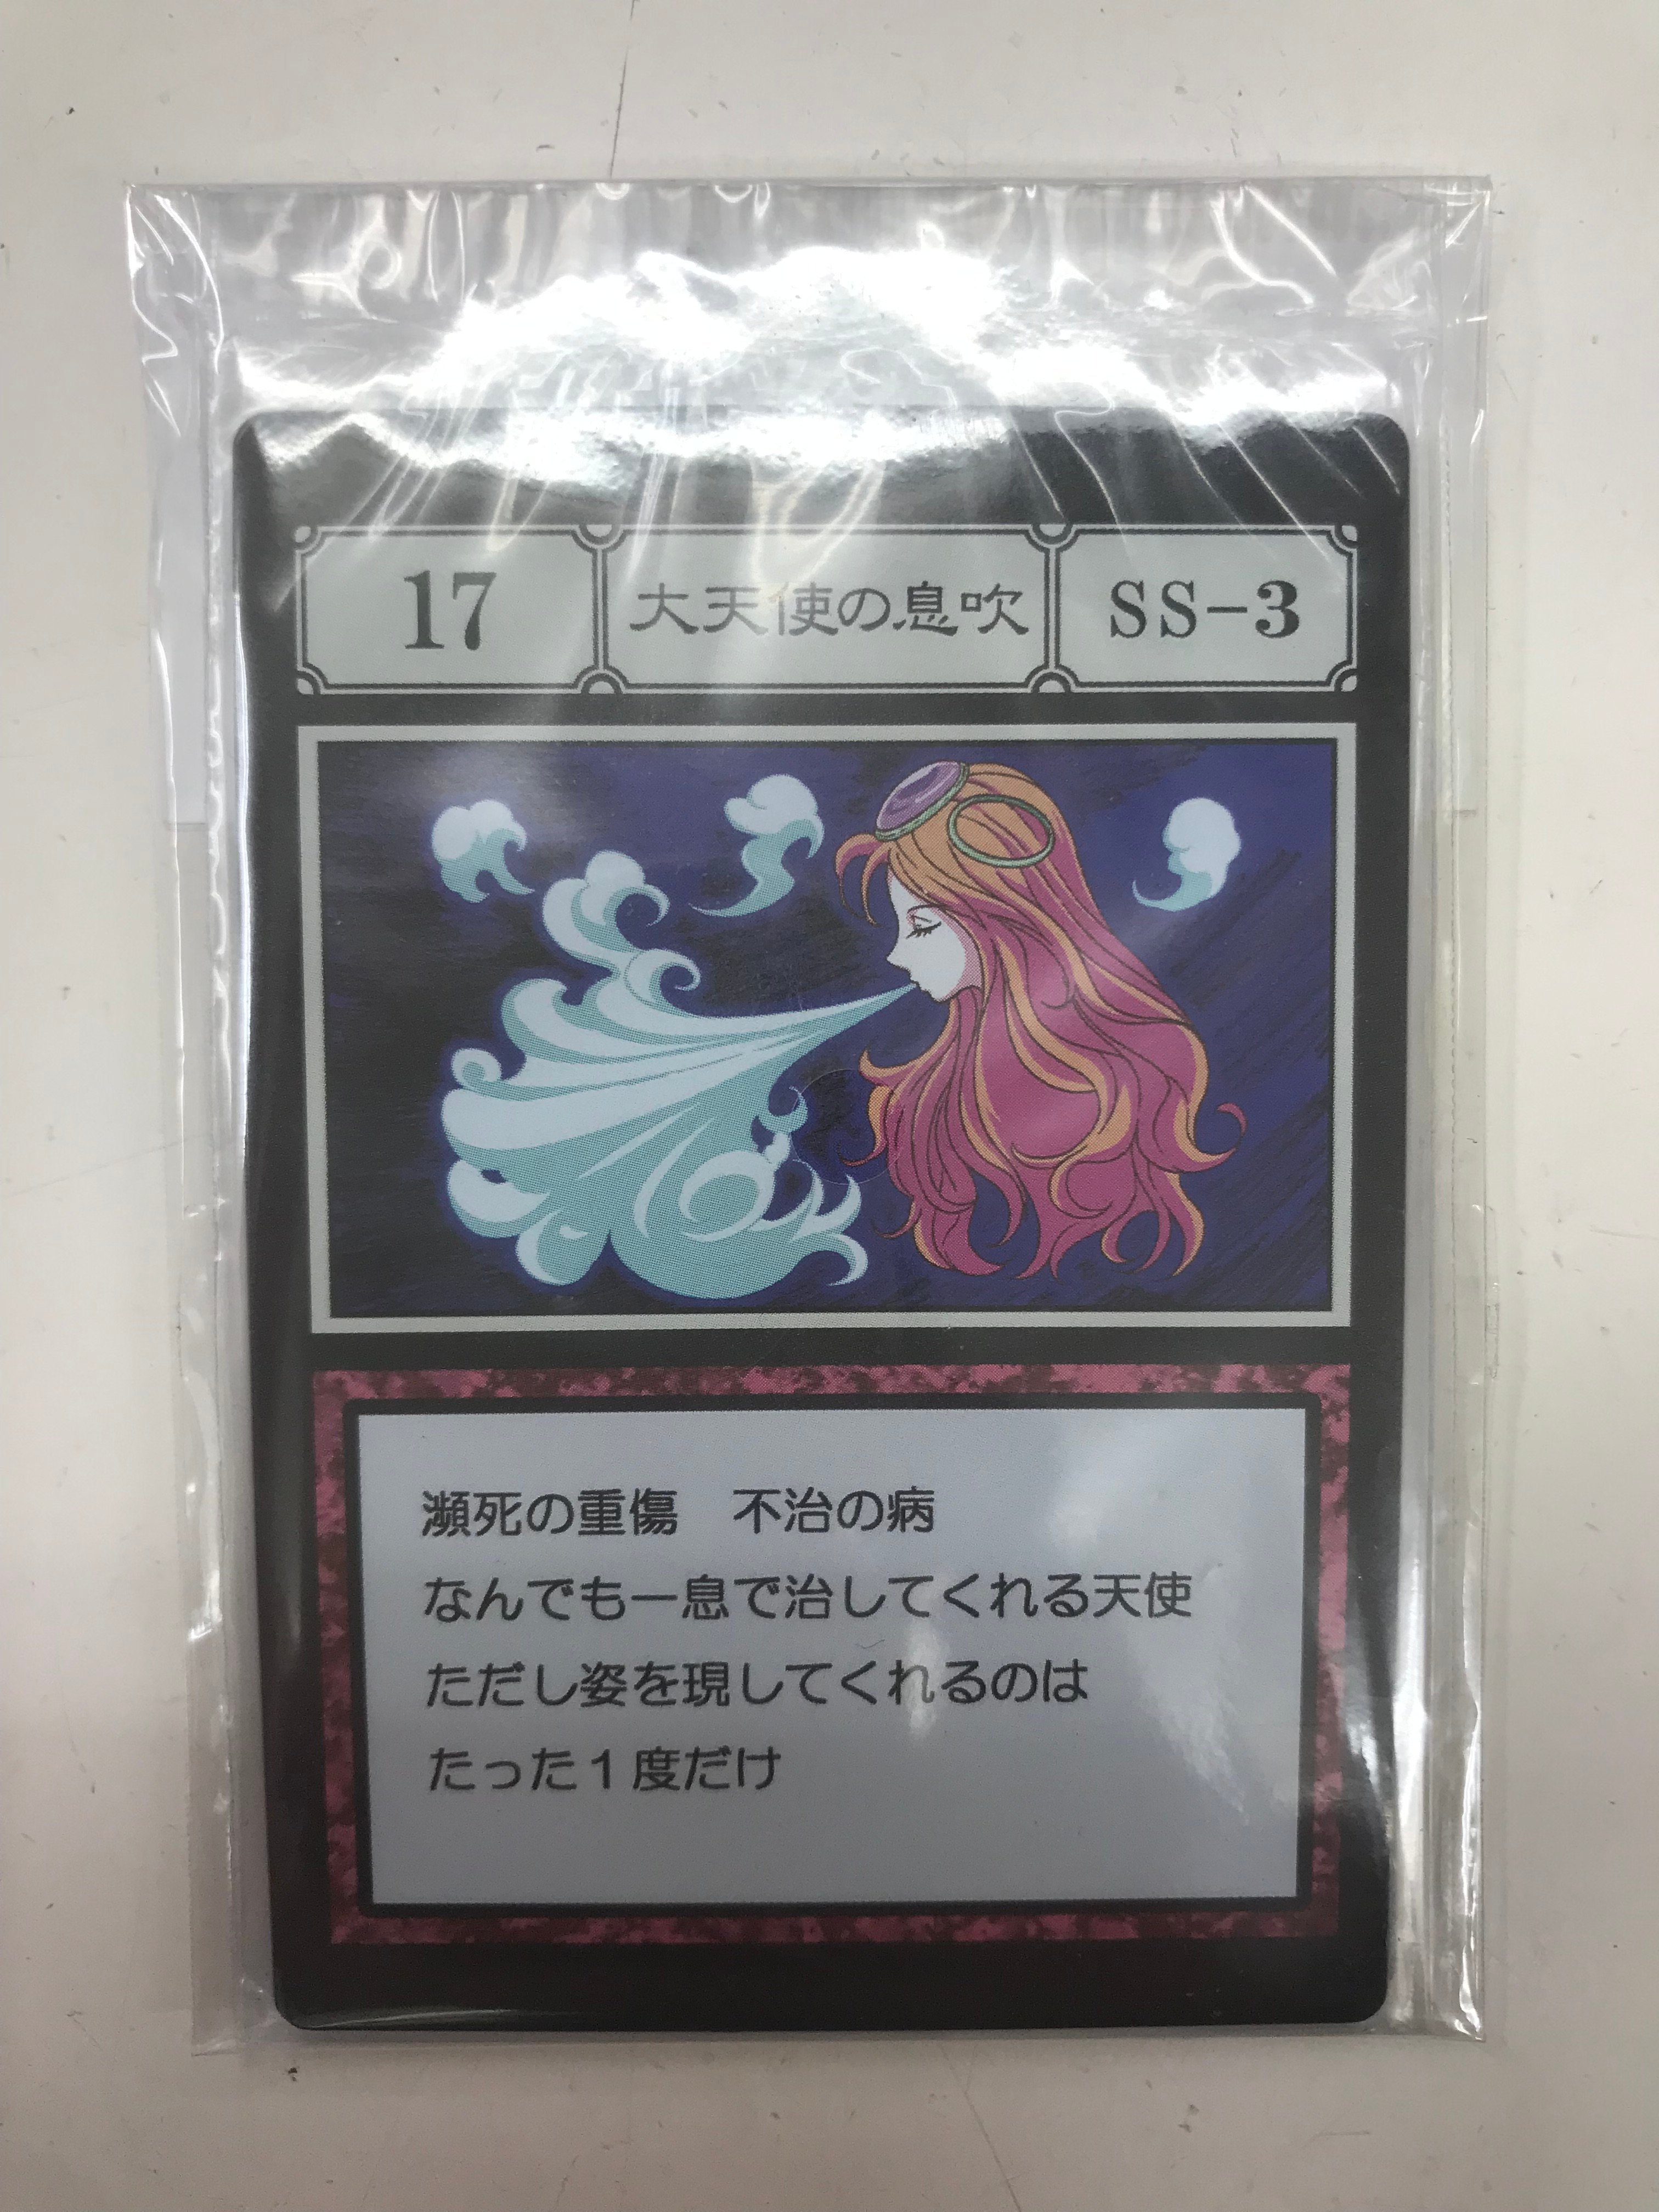 17
大天使の息吹
SS-3
瀕死の重傷　不治の病
なんでも一息で治してくれる天使
ただし姿を現してくれるのは
たった１度だけ